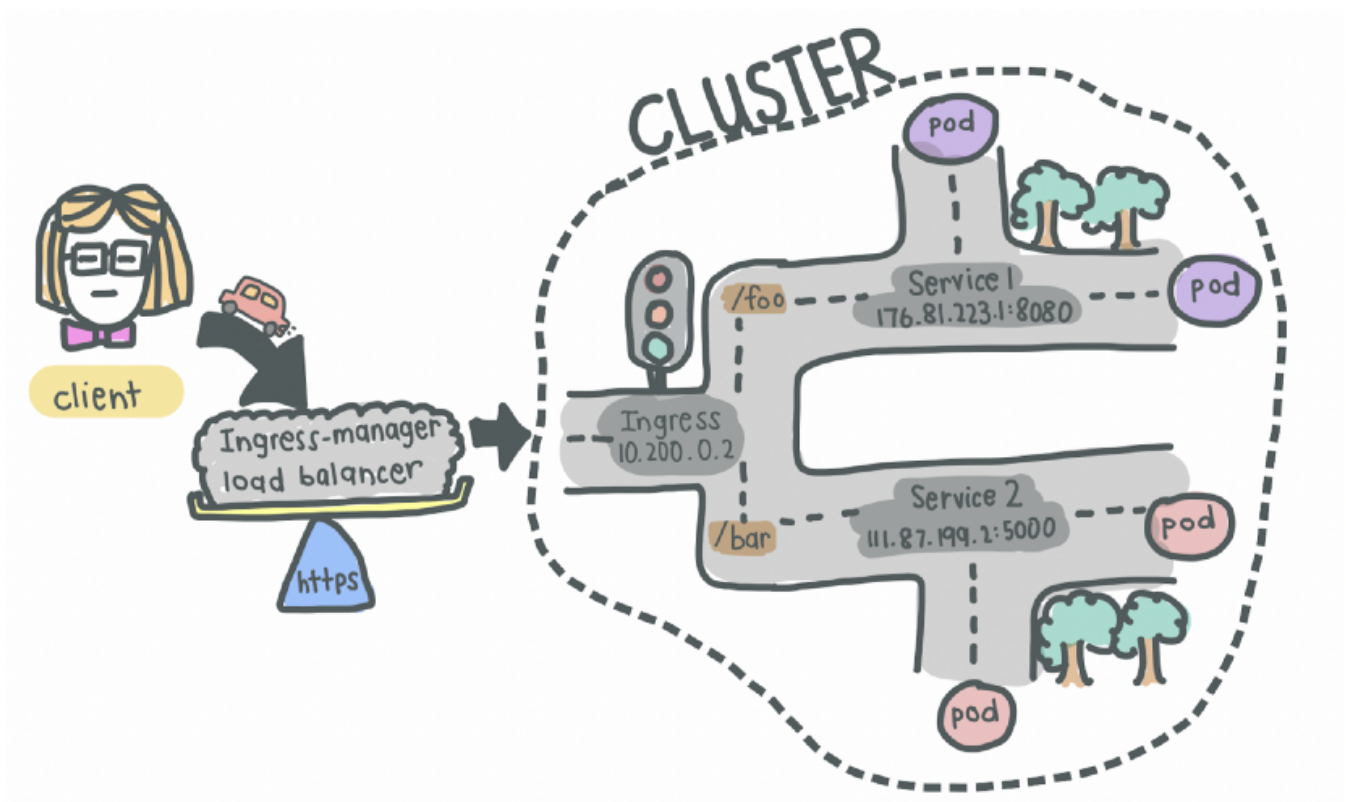 CLUSTER
client
Ingress-manager
load balancer
https
Ingress
10.200.0.2
/foo
/bar
Service 1
176.81.223.1:8080
pod
pod
Service 2
111.87.199.2:5000
pod
pod